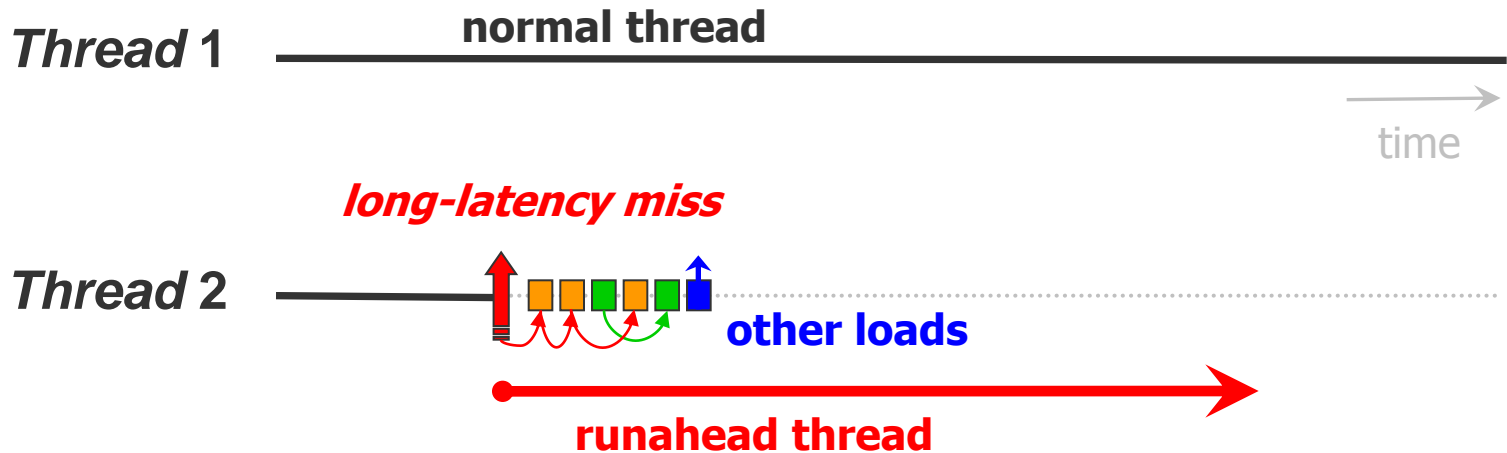 normal thread
Thread 1
time
long-latency miss
Thread 2
other loads
runahead thread